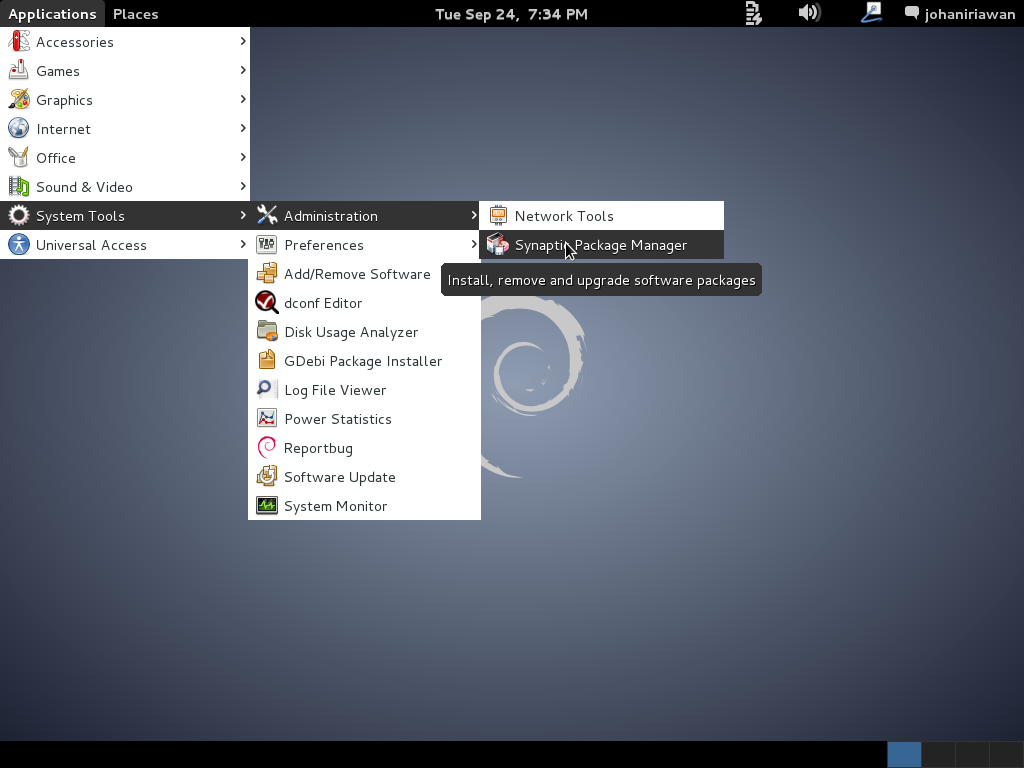 Applications Places Tue Sep 24, 7:34 PM johaniriawan
Accessories
Games
Graphics
Internet
Office
Sound & Video
System Tools
Universal Access
Administration
Preferences
Add/Remove Software
dconf Editor
Disk Usage Analyzer
GDebi Package Installer
Log File Viewer
Power Statistics
Reportbug
Software Update
System Monitor
Network Tools
Synaptic Package Manager
Install, remove and upgrade software packages